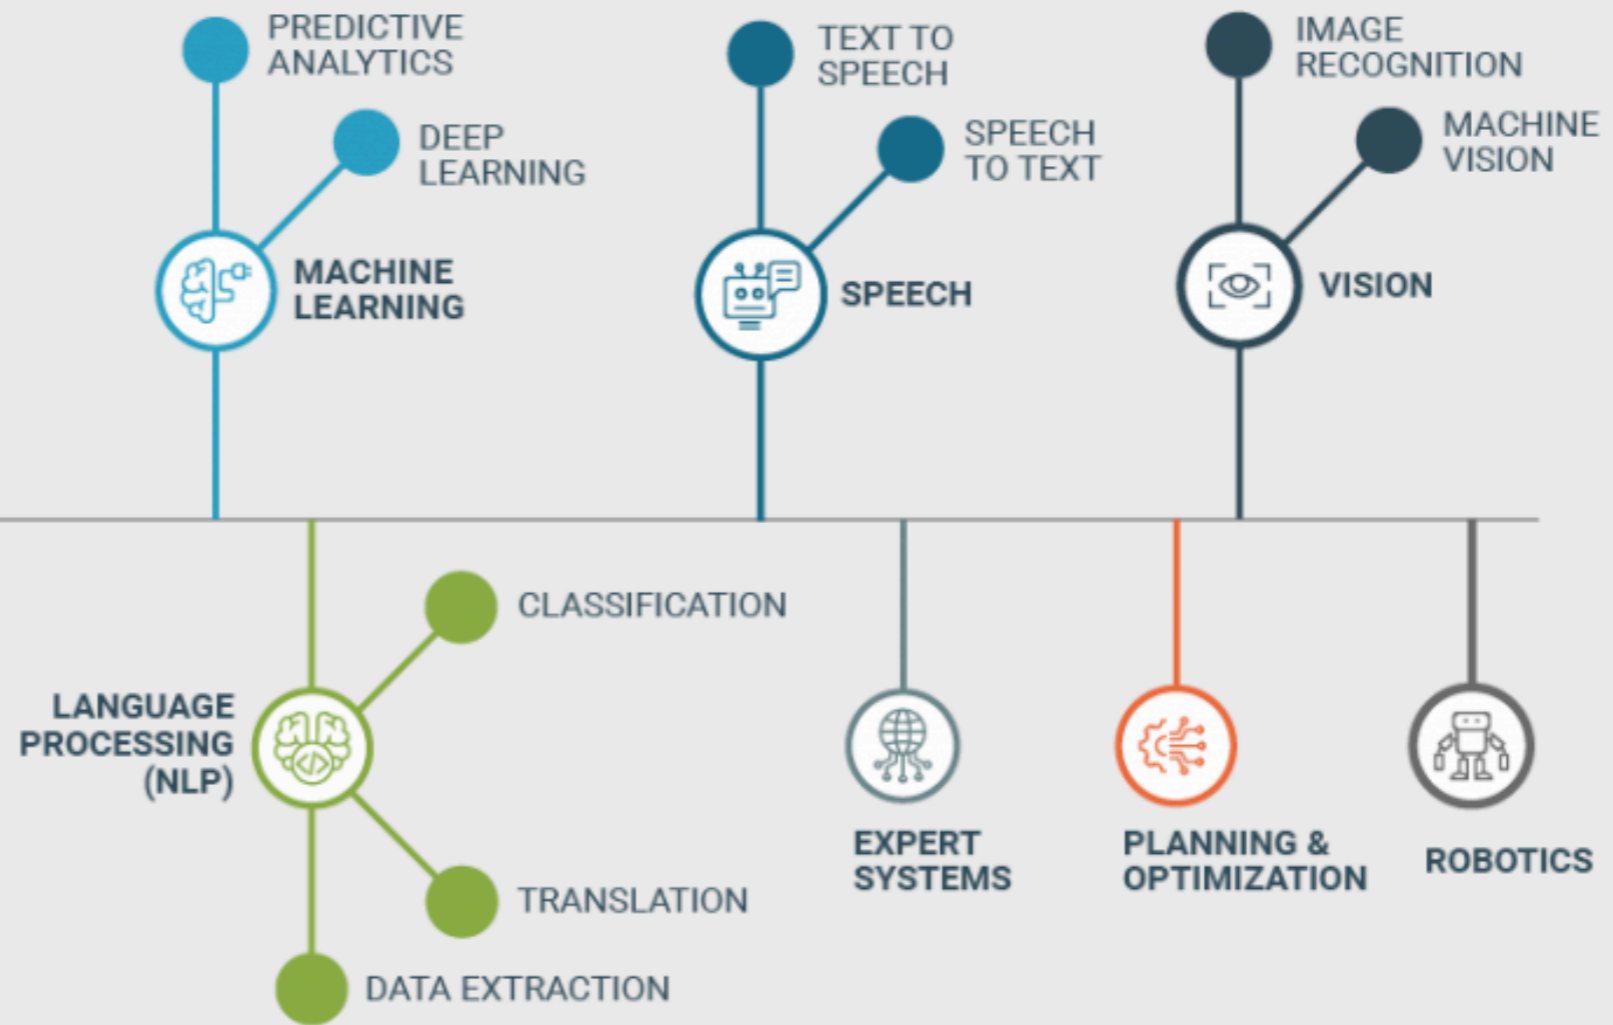 PREDICTIVE
ANALYTICS
DEEP
LEARNING
MACHINE
LEARNING
TEXT TO
SPEECH
SPEECH
TO TEXT
SPEECH
IMAGE
RECOGNITION
MACHINE
VISION
VISION
CLASSIFICATION
LANGUAGE
PROCESSING
(NLP)
TRANSLATION
DATA EXTRACTION
EXPERT
SYSTEMS
PLANNING &
OPTIMIZATION
ROBOTICS